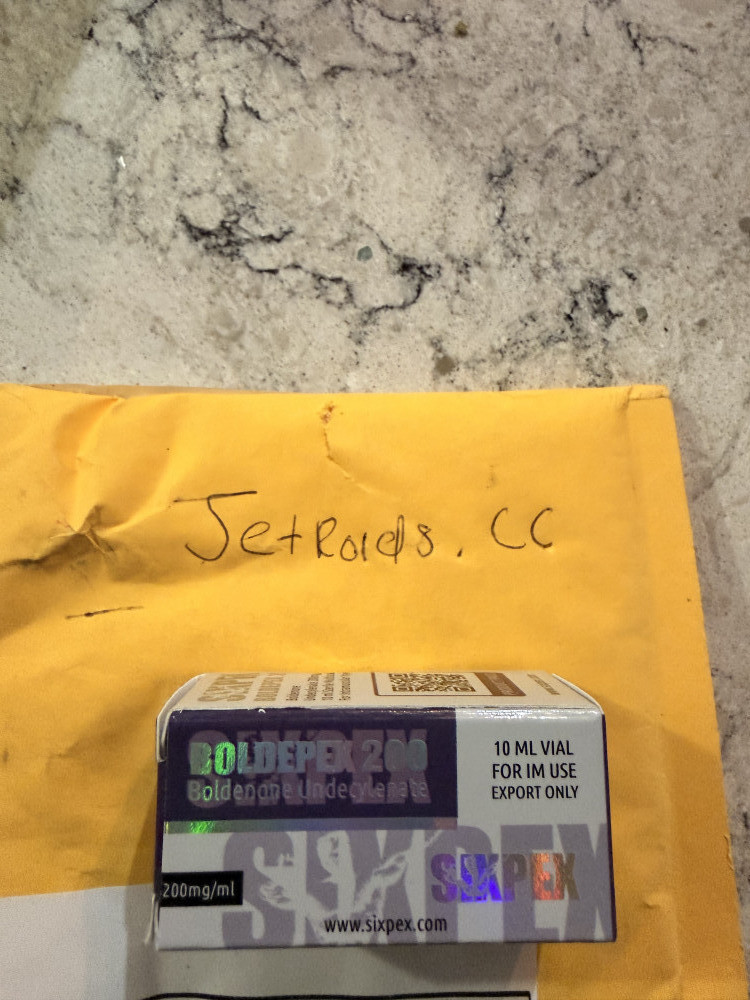 JetRoids.CC
BOLDEPEX 200
Boldenone Undecylenate
10 ML VIAL
FOR IM USE
EXPORT ONLY
SIXPEX
200mg/ml
www.sixpex.com